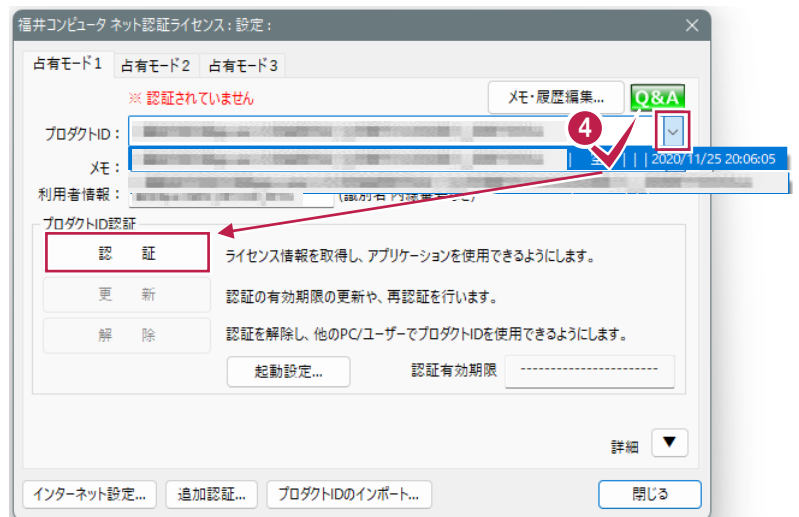 福井コンピュータ ネット認証ライセンス : 設定 :
占有モード1 占有モード2 占有モード3
※ 認証されていません メモ・履歴編集... Q&A
プロダクトID : 4
メモ : | | | 2020/11/25 20:06:05
利用者情報 :
プロダクトID認証
認 証 ライセンス情報を取得し、アプリケーションを使用できるようにします。
更 新 認証の有効期限の更新や、再認証を行います。
解 除 認証を解除し、他のPC/ユーザーでプロダクトIDを使用できるようにします。
起動設定... 認証有効期限 -----------------------
詳細 ▼
インターネット設定... 追加認証... プロダクトIDのインポート... 閉じる